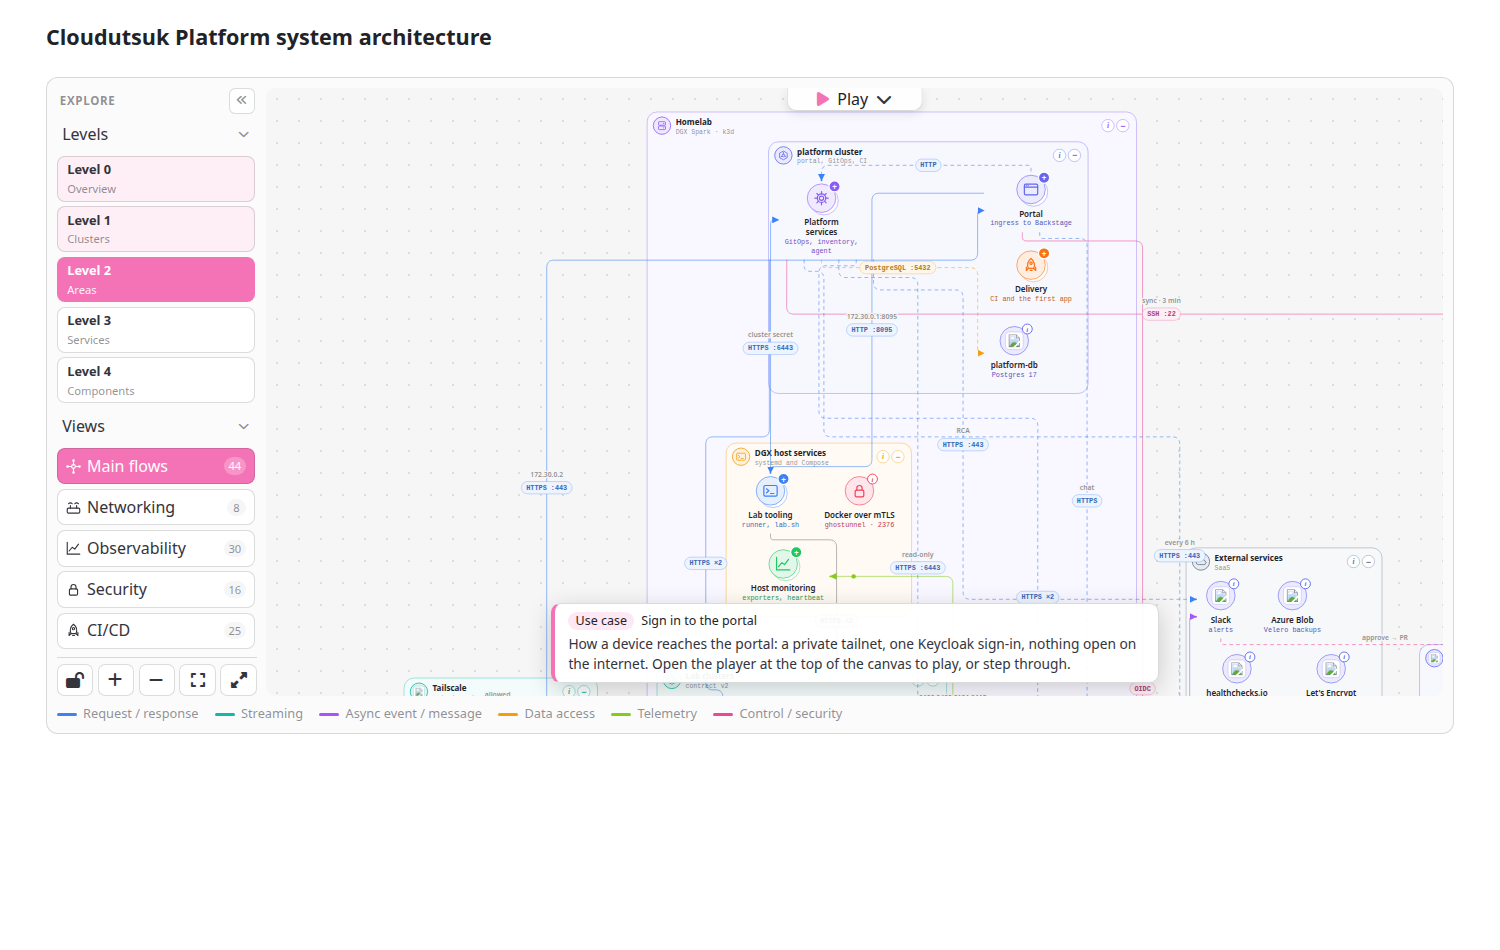 Cloudutsuk Platform system architecture
EXPLORE
Levels
Level 0
Overview
Level 1
Clusters
Level 2
Areas
Level 3
Services
Level 4
Components
Views
Main flows 44
Networking 8
Observability 30
Security 16
CI/CD 25
Play
Homelab
DGX Spark · k3d
platform cluster
portal, GitOps, CI
HTTP
Platform
services
GitOps, inventory,
agent
Portal
ingress to Backstage
PostgreSQL :5432
Delivery
CI and the first app
sync · 3 min
SSH :22
172.30.0.1:8095
HTTP :8095
cluster secret
HTTPS :6443
platform-db
Postgres 17
RCA
HTTPS :443
DGX host services
systemd and Compose
172.30.0.2
HTTPS :443
chat
HTTPS
Lab tooling
runner, lab.sh
Docker over mTLS
ghostunnel · 2376
every 6 h
HTTPS :443
External services
SaaS
HTTPS ×2
read-only
HTTPS :6443
Host monitoring
exporters, heartbeat
HTTPS ×2
Slack
alerts
Azure Blob
Velero backups
approve → PR
Use case Sign in to the portal
How a device reaches the portal: a private tailnet, one Keycloak sign-in, nothing open on
the internet. Open the player at the top of the canvas to play, or step through.
healthchecks.io
Let's Encrypt
Tailscale
allowed
contract v2
OIDC
Request / response
Streaming
Async event / message
Data access
Telemetry
Control / security